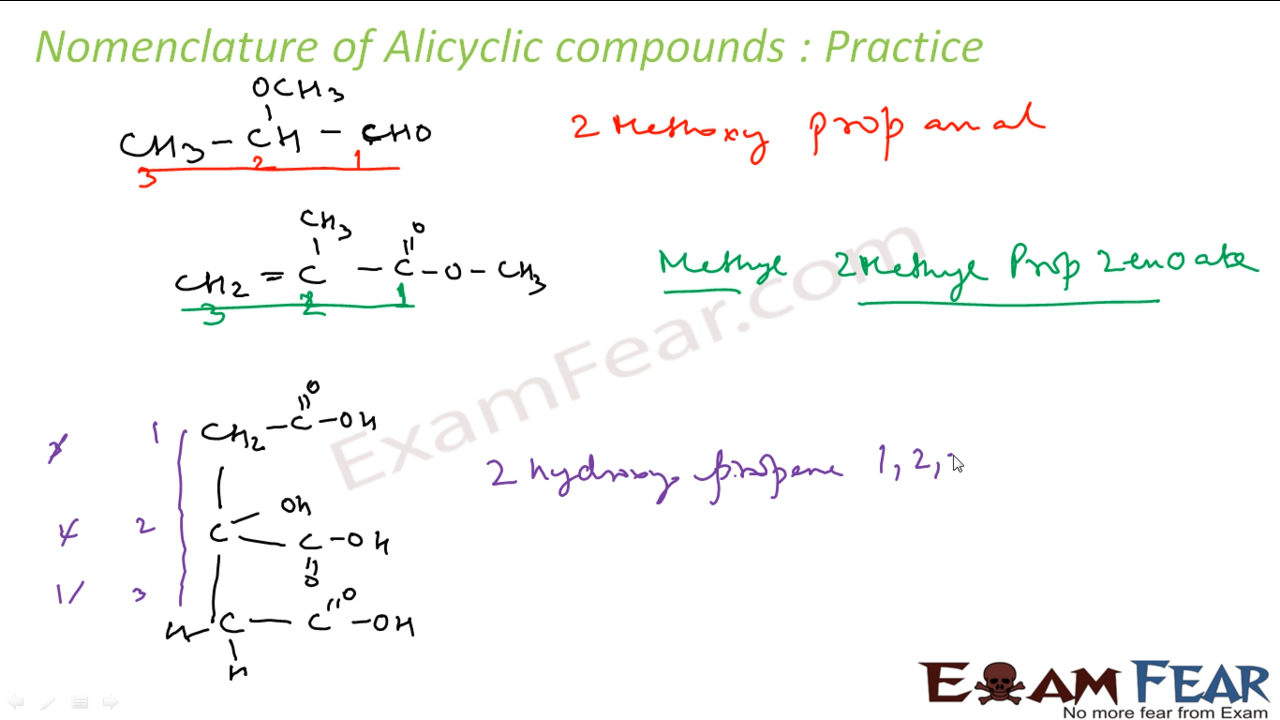 Nomenclature of Alicyclic compounds : Practice
OCH3
CH3 - CH - CHO
3 2 1
2 Methoxy propanal
CH3 O
CH2 = C - C - O - CH3
3 2 1
Methyl 2 Methyl Prop 2 enoate
ExamFear.com
O
1 CH2 - C - OH
2 hydroxy propane 1, 2,
OH
2 C C - OH
O
O
1 3 H C C - OH
H
EXAM FEAR
No more fear from Exam